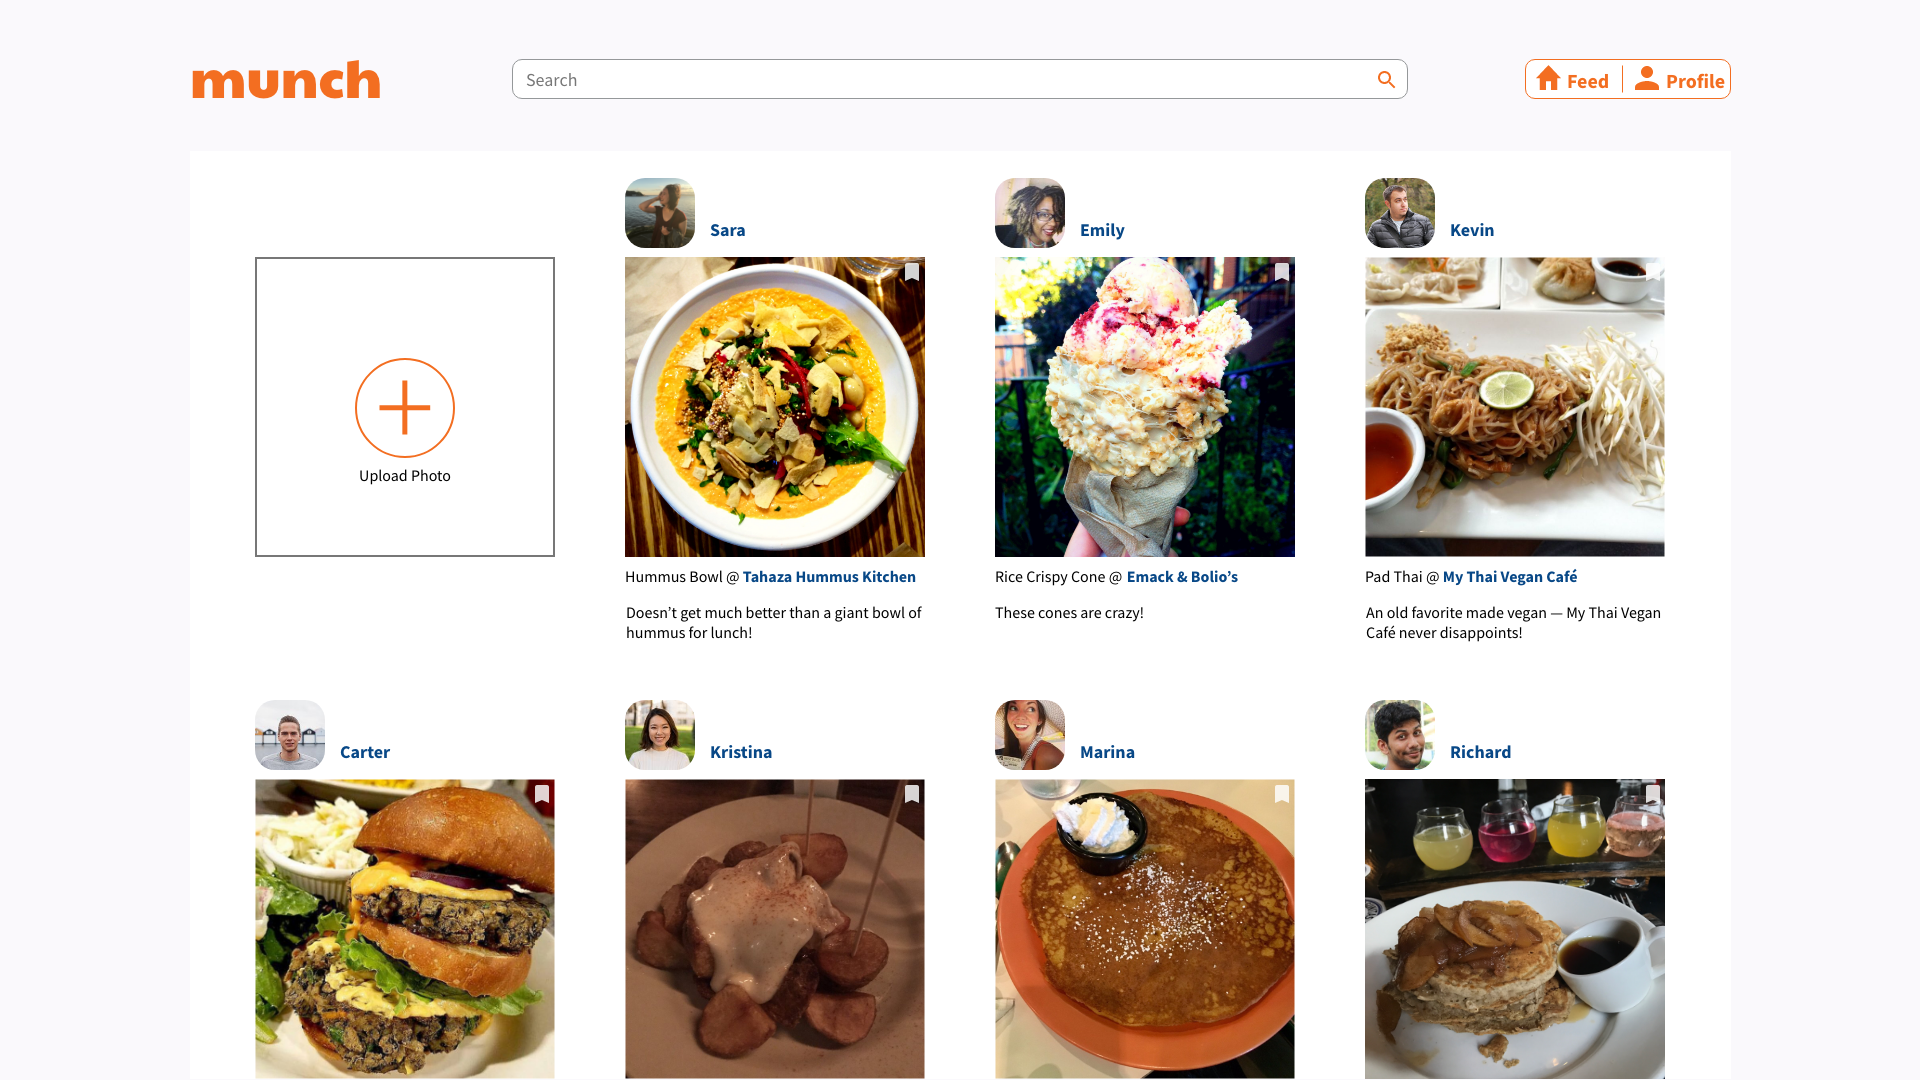 munch
Search
Feed
Profile
Sara
Emily
Kevin
Upload Photo
Hummus Bowl @ Tahaza Hummus Kitchen
Doesn’t get much better than a giant bowl of
hummus for lunch!
Rice Crispy Cone @ Emack & Bolio’s
These cones are crazy!
Pad Thai @ My Thai Vegan Café
An old favorite made vegan — My Thai Vegan
Café never disappoints!
Carter
Kristina
Marina
Richard